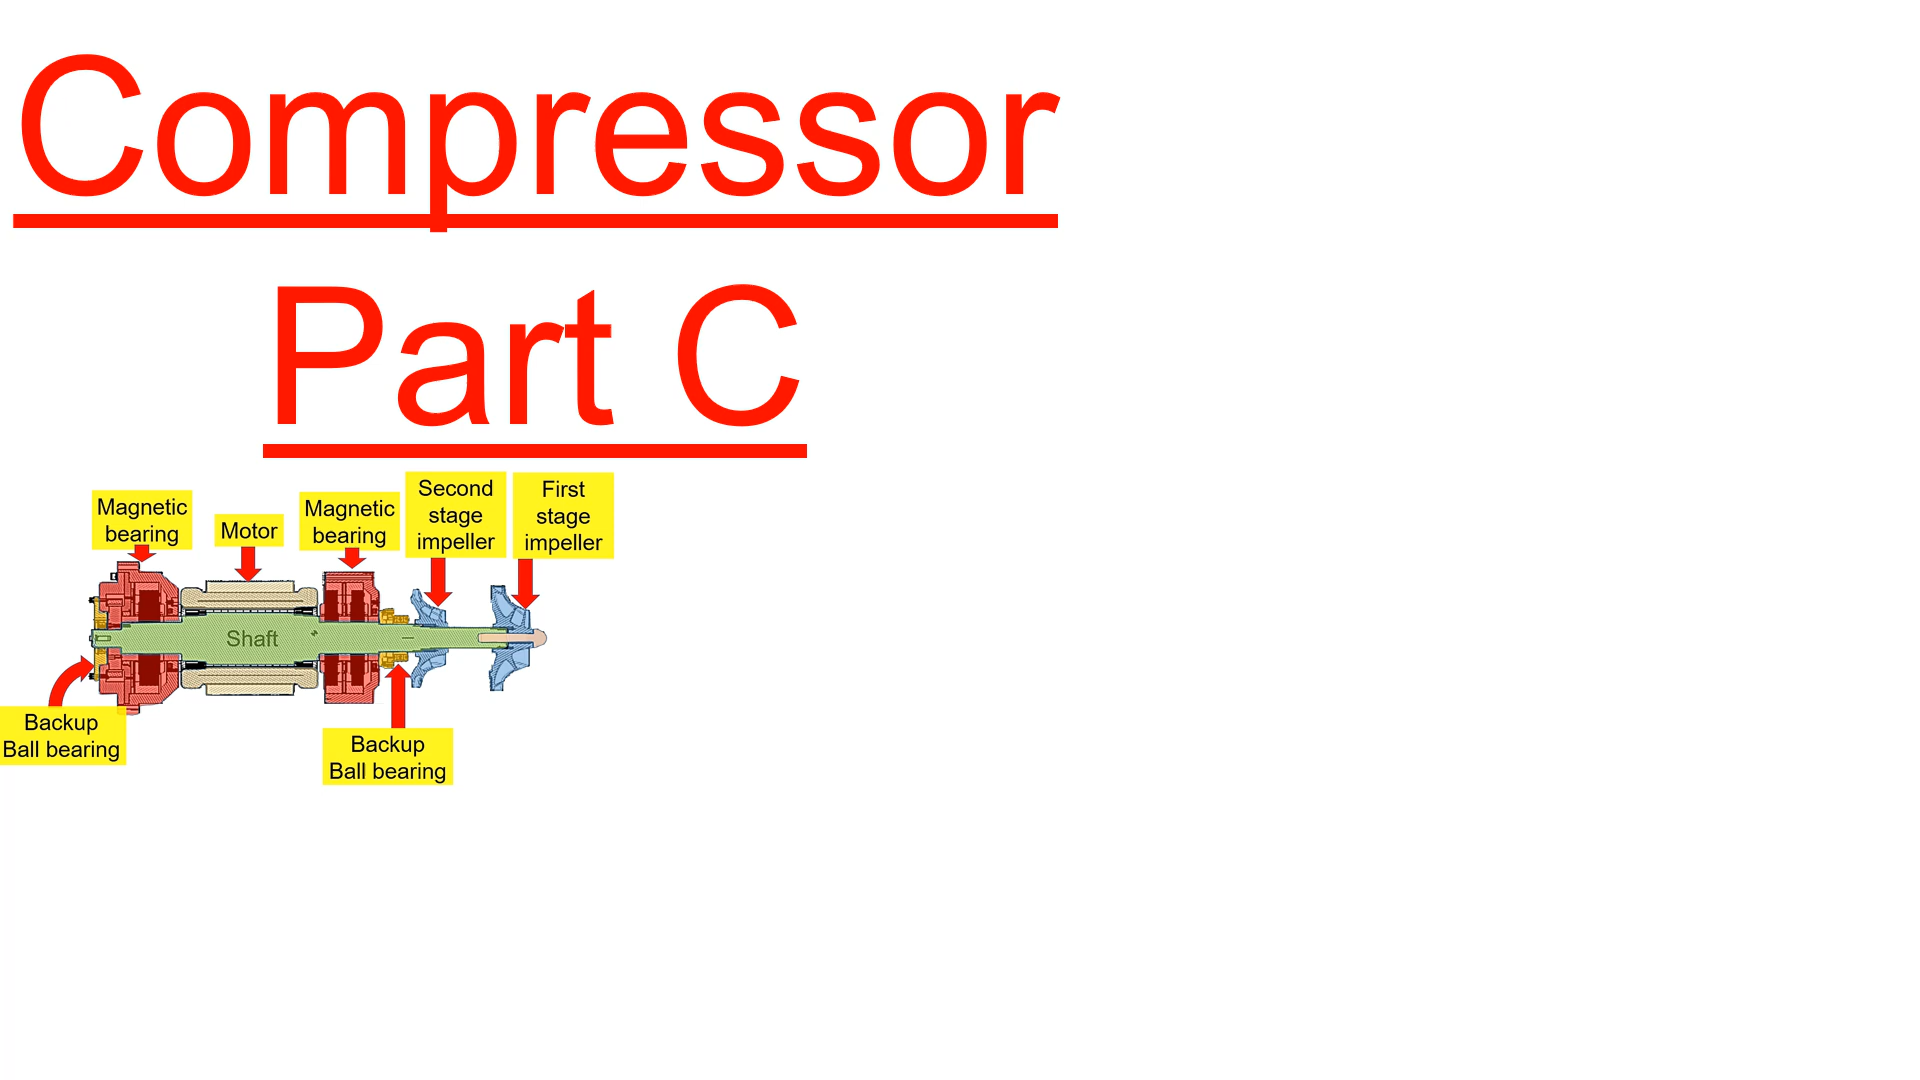 Compressor
Part C
Magnetic
bearing
Motor
Magnetic
bearing
Second
stage
impeller
First
stage
impeller
Shaft
Backup
Ball bearing
Backup
Ball bearing